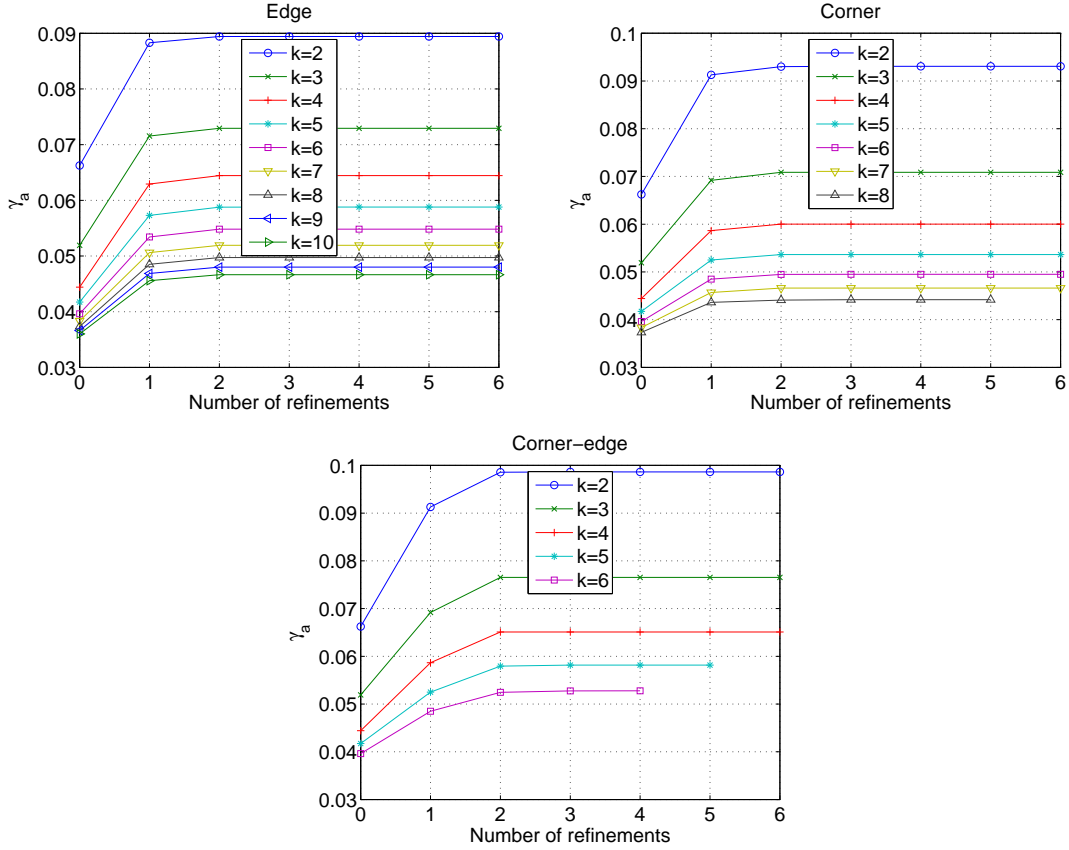 Edge
0.09
0.08
0.07
0.06
0.05
0.04
0.03
γa
0 1 2 3 4 5 6
Number of refinements
k=2
k=3
k=4
k=5
k=6
k=7
k=8
k=9
k=10
Corner
0.1
0.09
0.08
0.07
0.06
0.05
0.04
0.03
γa
0 1 2 3 4 5 6
Number of refinements
k=2
k=3
k=4
k=5
k=6
k=7
k=8
Corner−edge
0.1
0.09
0.08
0.07
0.06
0.05
0.04
0.03
γa
0 1 2 3 4 5 6
Number of refinements
k=2
k=3
k=4
k=5
k=6